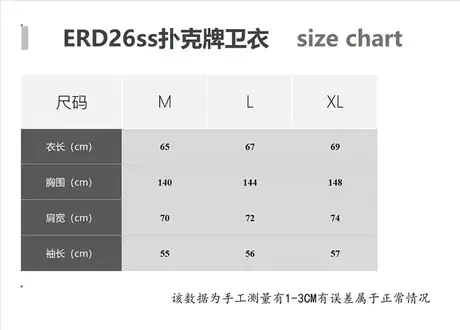 ERD26ss扑克牌卫衣 size chart
尺码 M L XL
衣长（cm） 65 67 69
胸围（cm） 140 144 148
肩宽（cm） 70 72 74
袖长（cm） 55 56 57
该数据为手工测量有1-3CM有误差属于正常情况